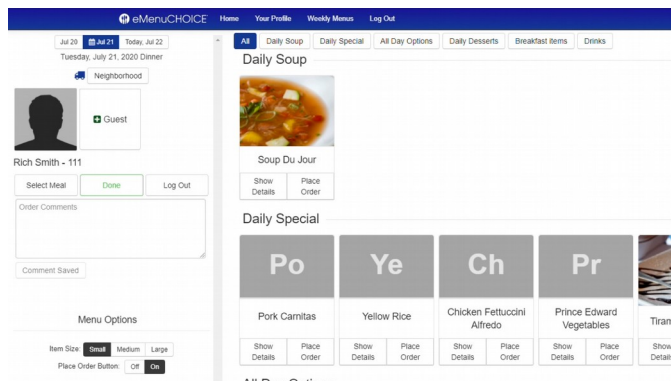 eMenuCHOICE Home Your Profile Weekly Menus Log Out
Jul 20 Jul 21 Today, Jul 22
Tuesday, July 21, 2020 Dinner
Neighborhood
Guest
Rich Smith - 111
Select Meal Done Log Out
Order Comments
Comment Saved
Menu Options
Item Size: Small Medium Large
Place Order Button: Off On
All Daily Soup Daily Special All Day Options Daily Desserts Breakfast items Drinks
Daily Soup
Soup Du Jour
Show Details Place Order
Daily Special
Po Ye Ch Pr
Pork Carnitas Yellow Rice Chicken Fettuccini Alfredo Prince Edward Vegetables
Show Details Place Order Show Details Place Order Show Details Place Order Show Details Place Order Show